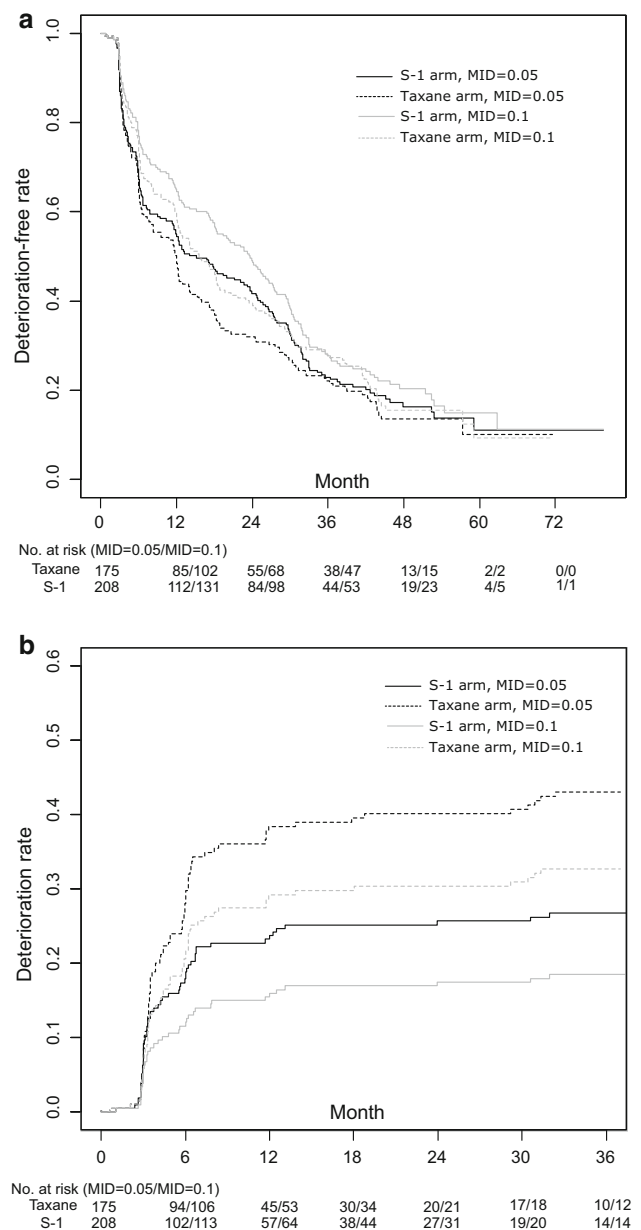 a
Deterioration-free rate
1.0
0.8
0.6
0.4
0.2
0.0
S-1 arm, MID=0.05
Taxane arm, MID=0.05
S-1 arm, MID=0.1
Taxane arm, MID=0.1
Month
0 12 24 36 48 60 72
No. at risk (MID=0.05/MID=0.1)
Taxane 175 85/102 55/68 38/47 13/15 2/2 0/0
S-1 208 112/131 84/98 44/53 19/23 4/5 1/1
b
Deterioration rate
0.6
0.5
0.4
0.3
0.2
0.1
0.0
S-1 arm, MID=0.05
Taxane arm, MID=0.05
S-1 arm, MID=0.1
Taxane arm, MID=0.1
Month
0 6 12 18 24 30 36
No. at risk (MID=0.05/MID=0.1)
Taxane 175 94/106 45/53 30/34 20/21 17/18 10/12
S-1 208 102/113 57/64 38/44 27/31 19/20 14/14